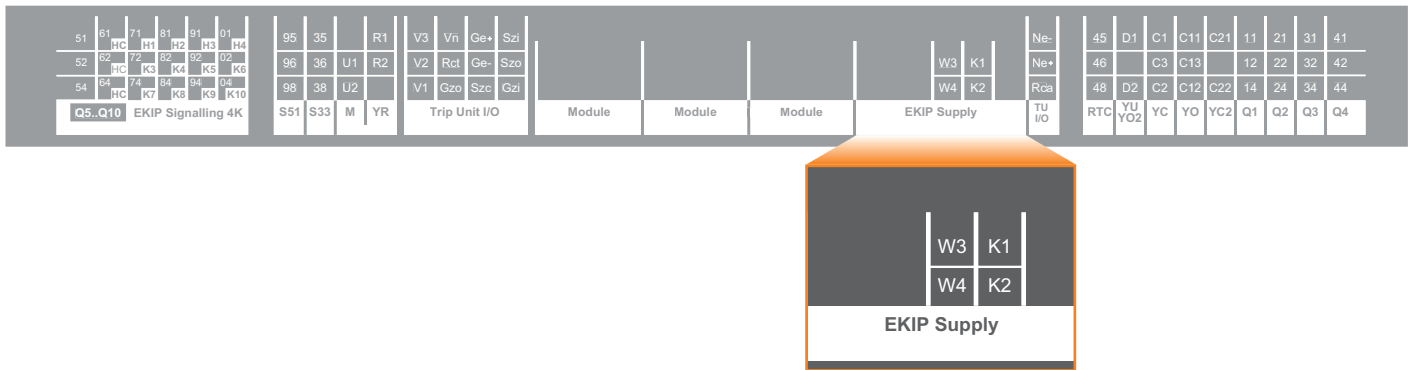 51 61 HC 71 H1 81 H2 91 H3 01 H4 95 35 R1 V3 Vn Ge+ Szi Ne- 45 D1 C1 C11 C21 11 21 31 41
52 62 HC 72 K3 82 K4 92 K5 02 K6 96 36 U1 R2 V2 Rct Ge- Szo W3 K1 Ne+ 46 C3 C13 12 22 32 42
54 64 HC 74 K7 84 K8 94 K9 04 K10 98 38 U2 V1 Gzo Szc Gzi W4 K2 48 D2 C2 C12 C22 14 24 34 44
Q5..Q10 EKIP Signalling 4K S51 S33 M YR Trip Unit I/O Module Module Module EKIP Supply TU I/O RTC YU YO2 YC YO YC2 Q1 Q2 Q3 Q4
W3 K1
W4 K2
EKIP Supply